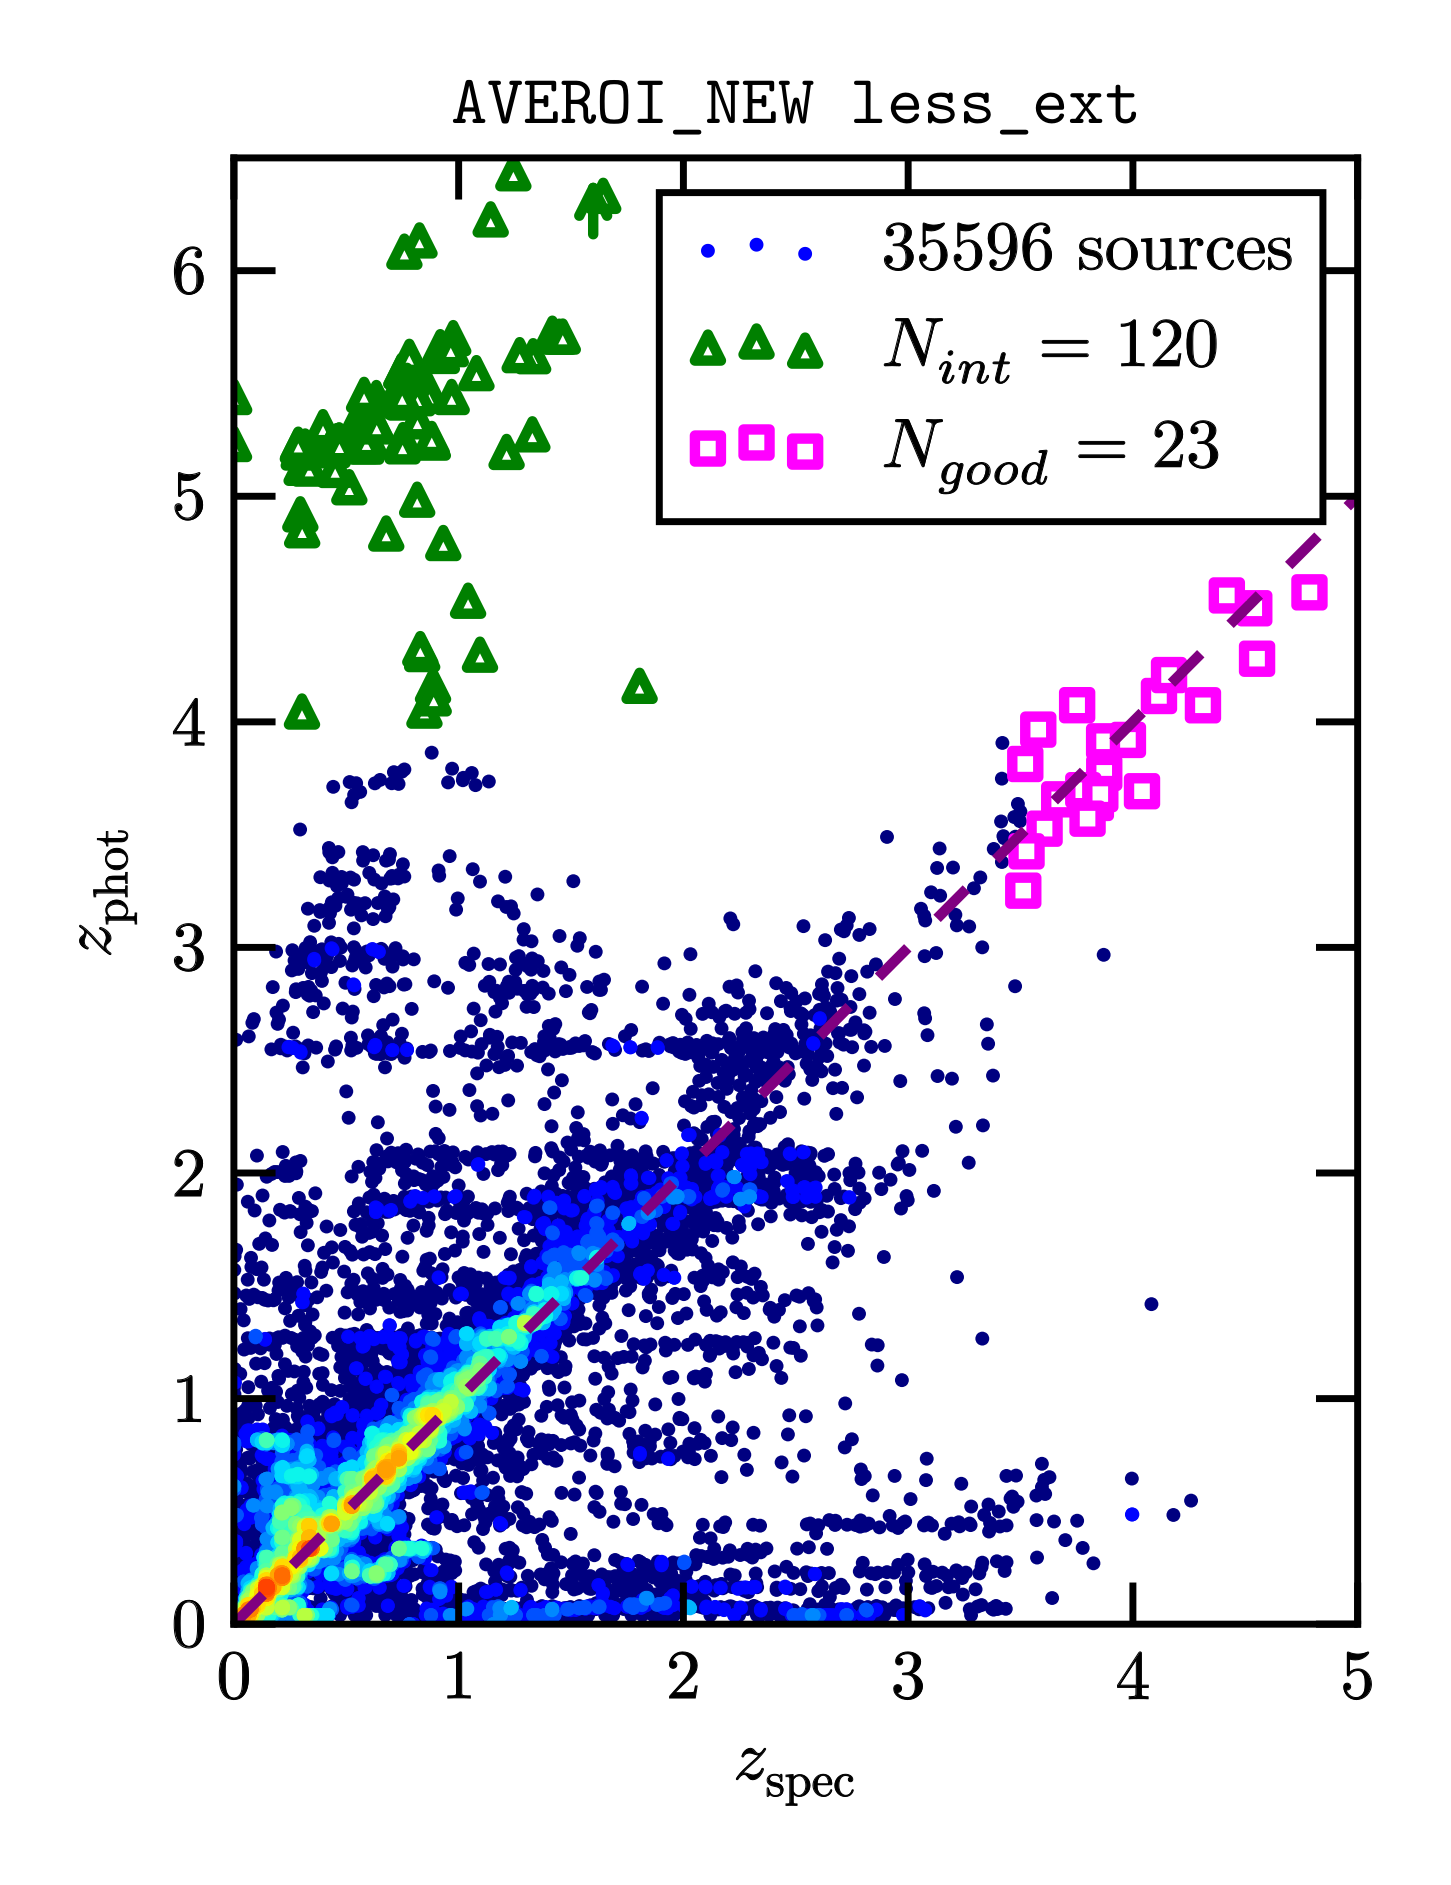 AVEROI_NEW less_ext
35596 sources
N_int = 120
N_good = 23
6
5
4
3
2
1
0
z_phot
0 1 2 3 4 5
z_spec